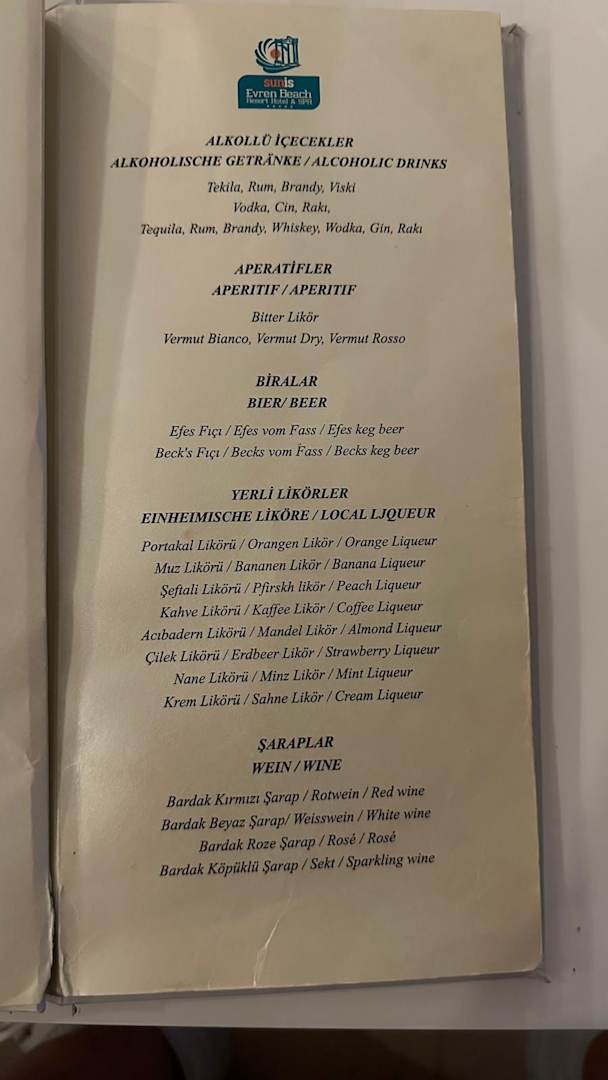 sunis
Evren Beach
Resort Hotel & SPA
ALKOLLÜ İÇECEKLER
ALKOHOLISCHE GETRÄNKE / ALCOHOLIC DRINKS
Tekila, Rum, Brandy, Viski
Vodka, Cin, Rakı,
Tequila, Rum, Brandy, Whiskey, Wodka, Gin, Rakı
APERATİFLER
APERITIF / APERITIF
Bitter Likör
Vermut Bianco, Vermut Dry, Vermut Rosso
BİRALAR
BIER/ BEER
Efes Fıçı / Efes vom Fass / Efes keg beer
Beck's Fıçı / Becks vom Fass / Becks keg beer
YERLİ LİKÖRLER
EINHEIMISCHE LIKÖRE / LOCAL LJQUEUR
Portakal Likörü / Orangen Likör / Orange Liqueur
Muz Likörü / Bananen Likör / Banana Liqueur
Şeftali Likörü / Pfirskh likör / Peach Liqueur
Kahve Likörü / Kaffee Likör / Coffee Liqueur
Acıbadern Likörü / Mandel Likör / Almond Liqueur
Çilek Likörü / Erdbeer Likör / Strawberry Liqueur
Nane Likörü / Minz Likör / Mint Liqueur
Krem Likörü / Sahne Likör / Cream Liqueur
ŞARAPLAR
WEIN / WINE
Bardak Kırmızı Şarap / Rotwein / Red wine
Bardak Beyaz Şarap/ Weisswein / White wine
Bardak Roze Şarap / Rosé / Rosé
Bardak Köpüklü Şarap / Sekt / Sparkling wine